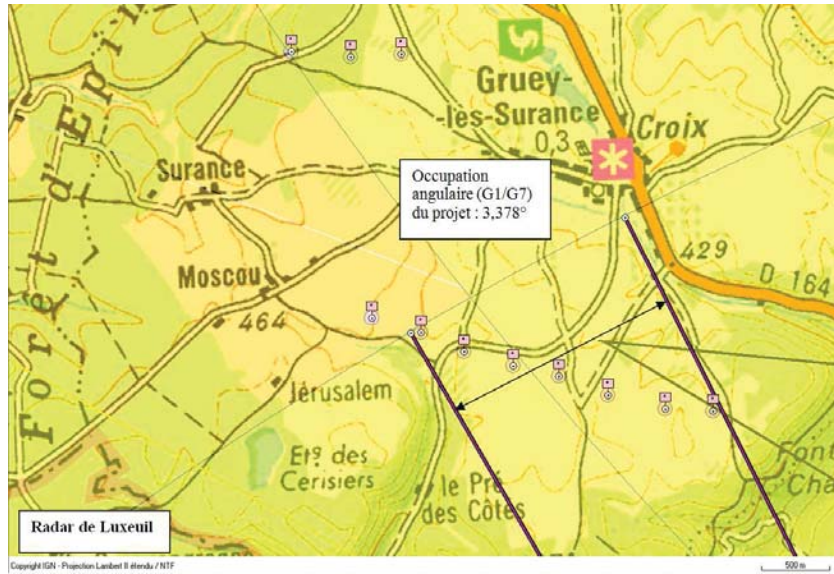 Gruey-
-les-Surance
Croix
0,3
Forêt d'Épin
Surance
Occupation
angulaire (G1/G7)
du projet : 3,378°
429
D 164
Moscou
464
Jérusalem
Etg des
Cerisiers
le Pré
des Côtes
Font
Cha
Radar de Luxeuil
Copyright IGN - Projection Lambert II étendu / NTF
500 m